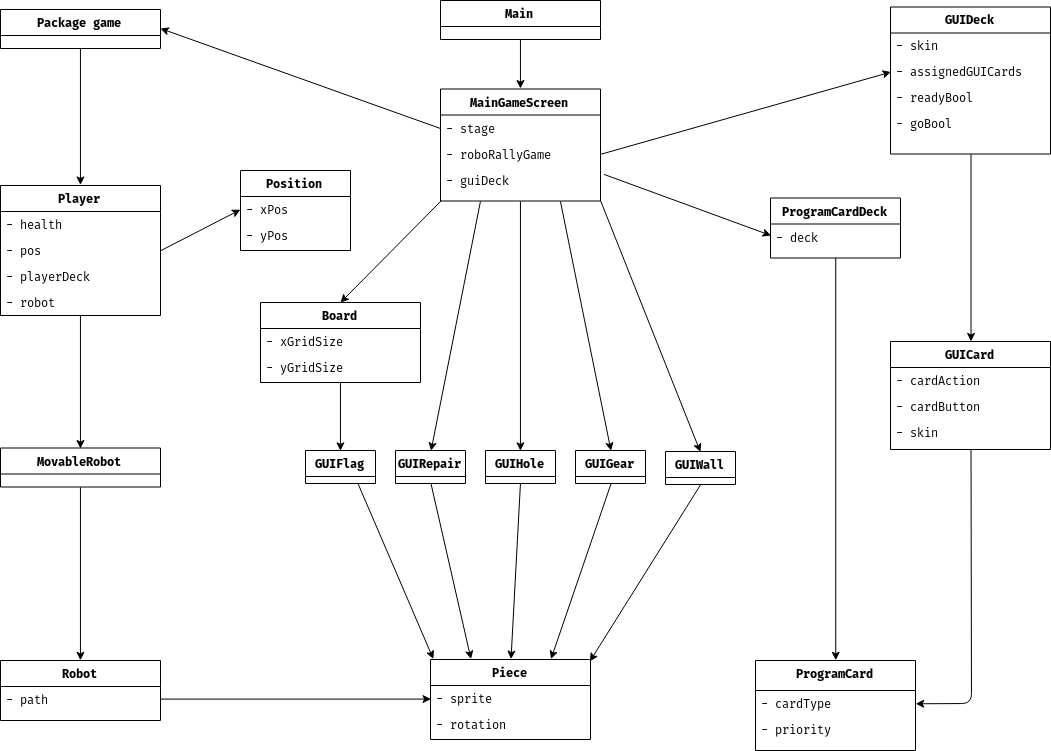 Package game
Main
GUIDeck
- skin
- assignedGUICards
- readyBool
- goBool
MainGameScreen
- stage
- roboRallyGame
- guiDeck
Player
- health
- pos
- playerDeck
- robot
Position
- xPos
- yPos
ProgramCardDeck
- deck
Board
- xGridSize
- yGridSize
GUICard
- cardAction
- cardButton
- skin
MovableRobot
GUIFlag
GUIRepair
GUIHole
GUIGear
GUIWall
Robot
- path
Piece
- sprite
- rotation
ProgramCard
- cardType
- priority